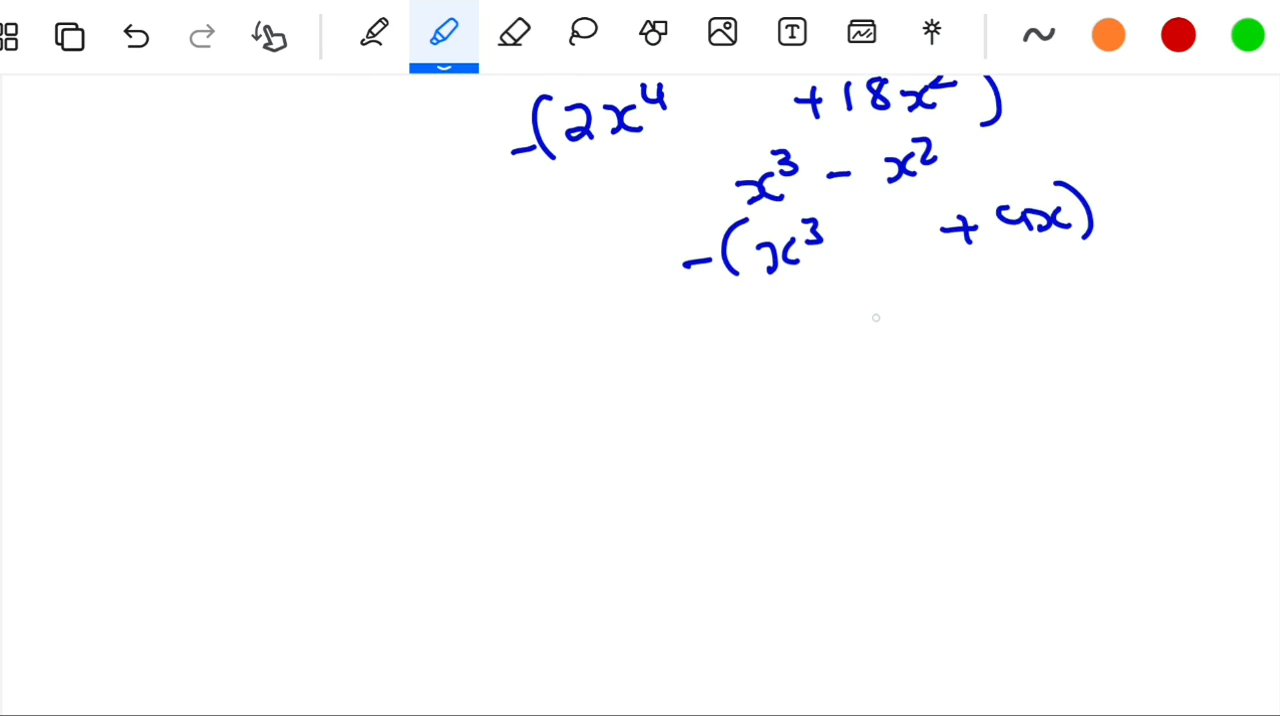 -(2x⁴ +18x²)
x³ - x²
-(x³ + 9x)